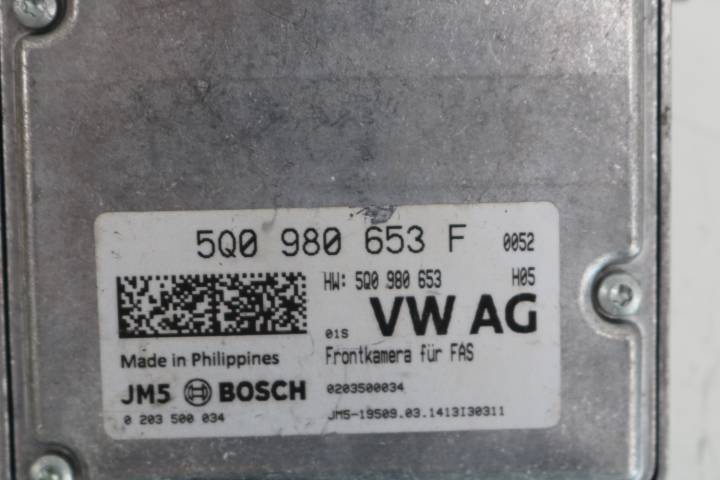 5Q0 980 653 F 0052
HW: 5Q0 980 653 H05
01S VW AG
Made in Philippines Frontkamera für FAS
JM5 BOSCH 0203500034
0 203 500 034 JM5-19509.03.1413I30311